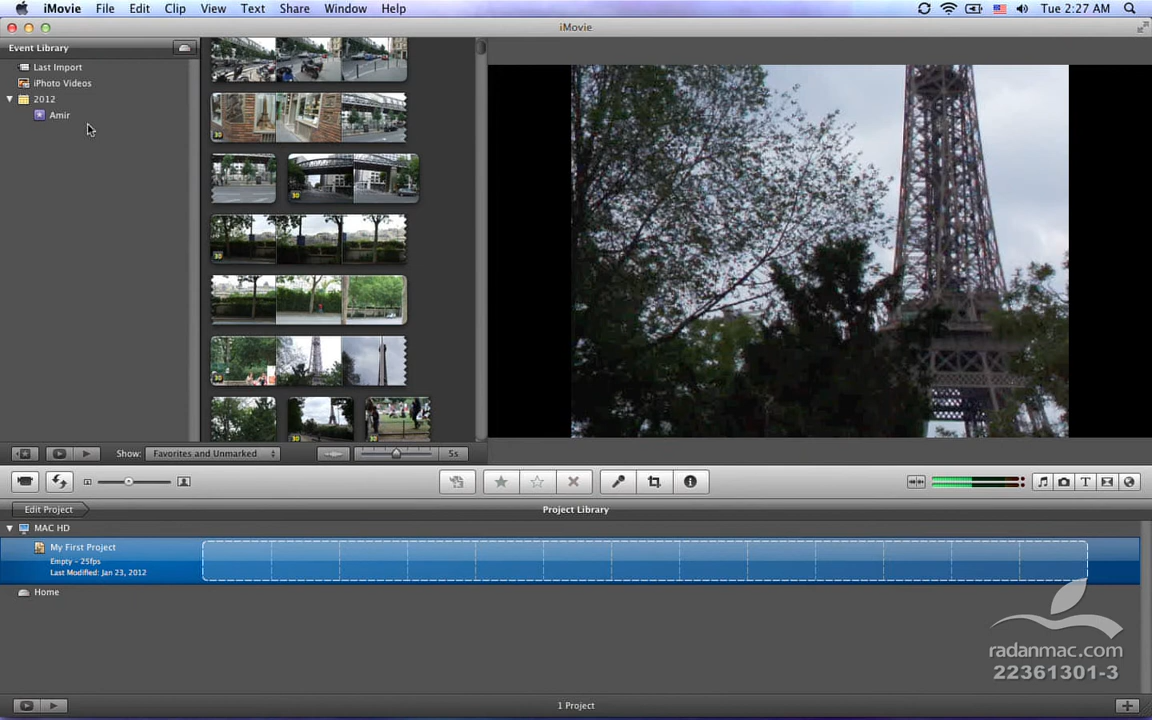 iMovie File Edit Clip View Text Share Window Help Tue 2:27 AM
iMovie
Event Library
Last Import
iPhoto Videos
2012
Amir
Show: Favorites and Unmarked 5s
Edit Project Project Library
MAC HD
My First Project
Empty - 25fps
Last Modified: Jan 23, 2012
Home
radanmac.com
22361301-3
1 Project